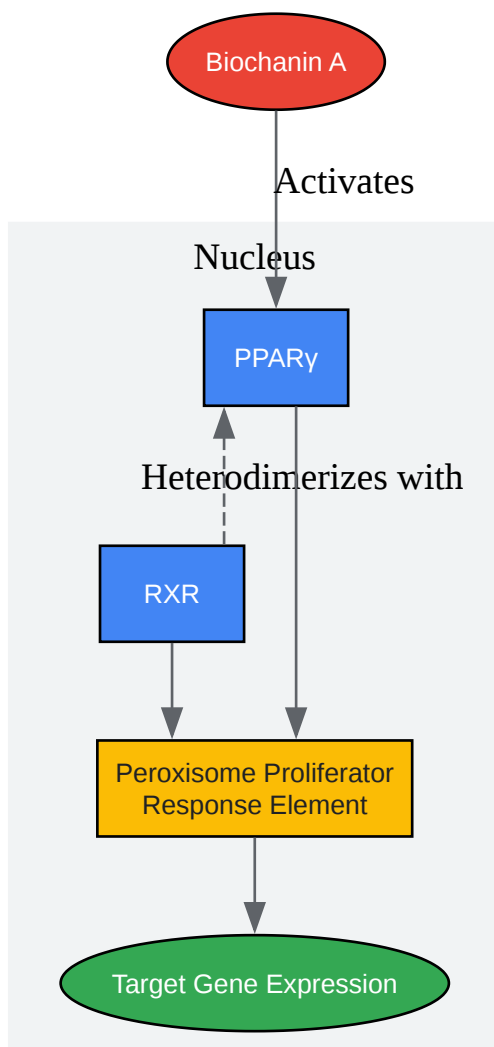 Biochanin A
Activates
Nucleus
PPARγ
Heterodimerizes with
RXR
Peroxisome Proliferator
Response Element
Target Gene Expression